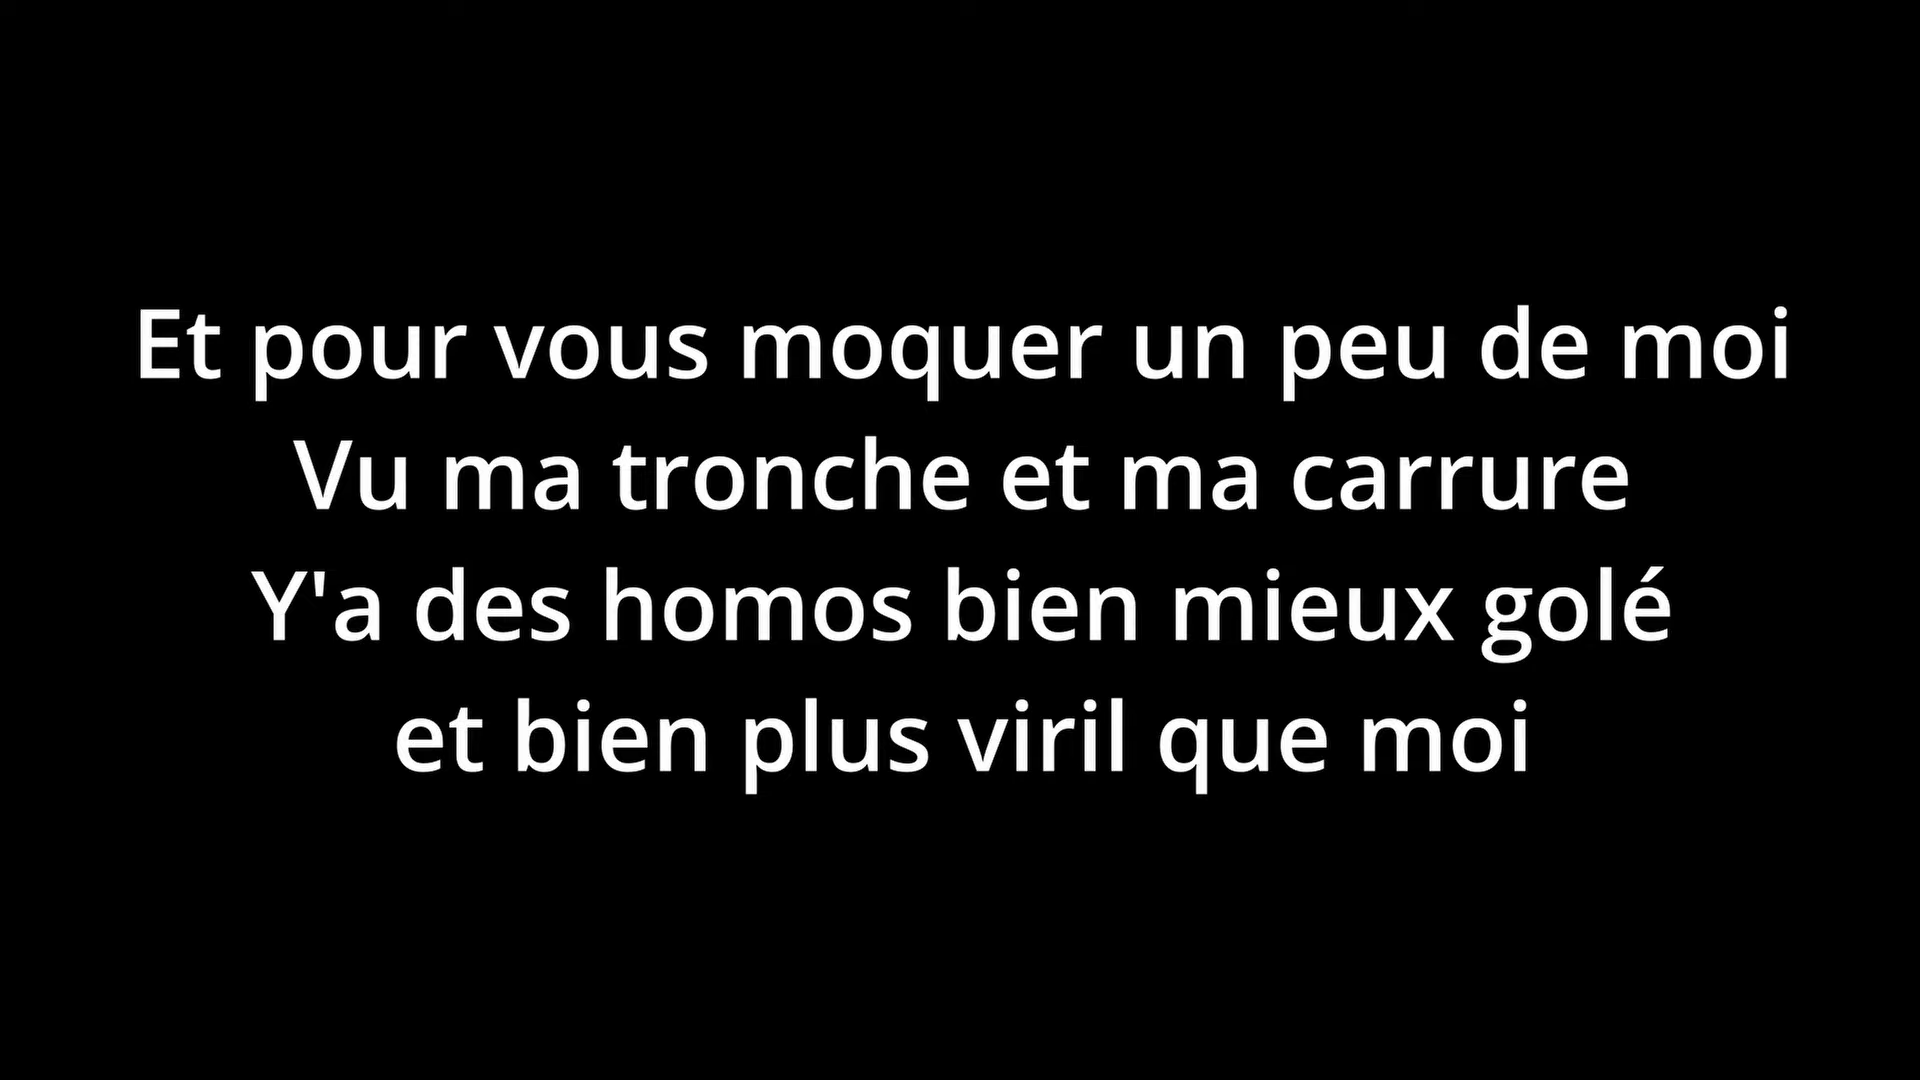 Et pour vous moquer un peu de moi
Vu ma tronche et ma carrure
Y'a des homos bien mieux golé
et bien plus viril que moi